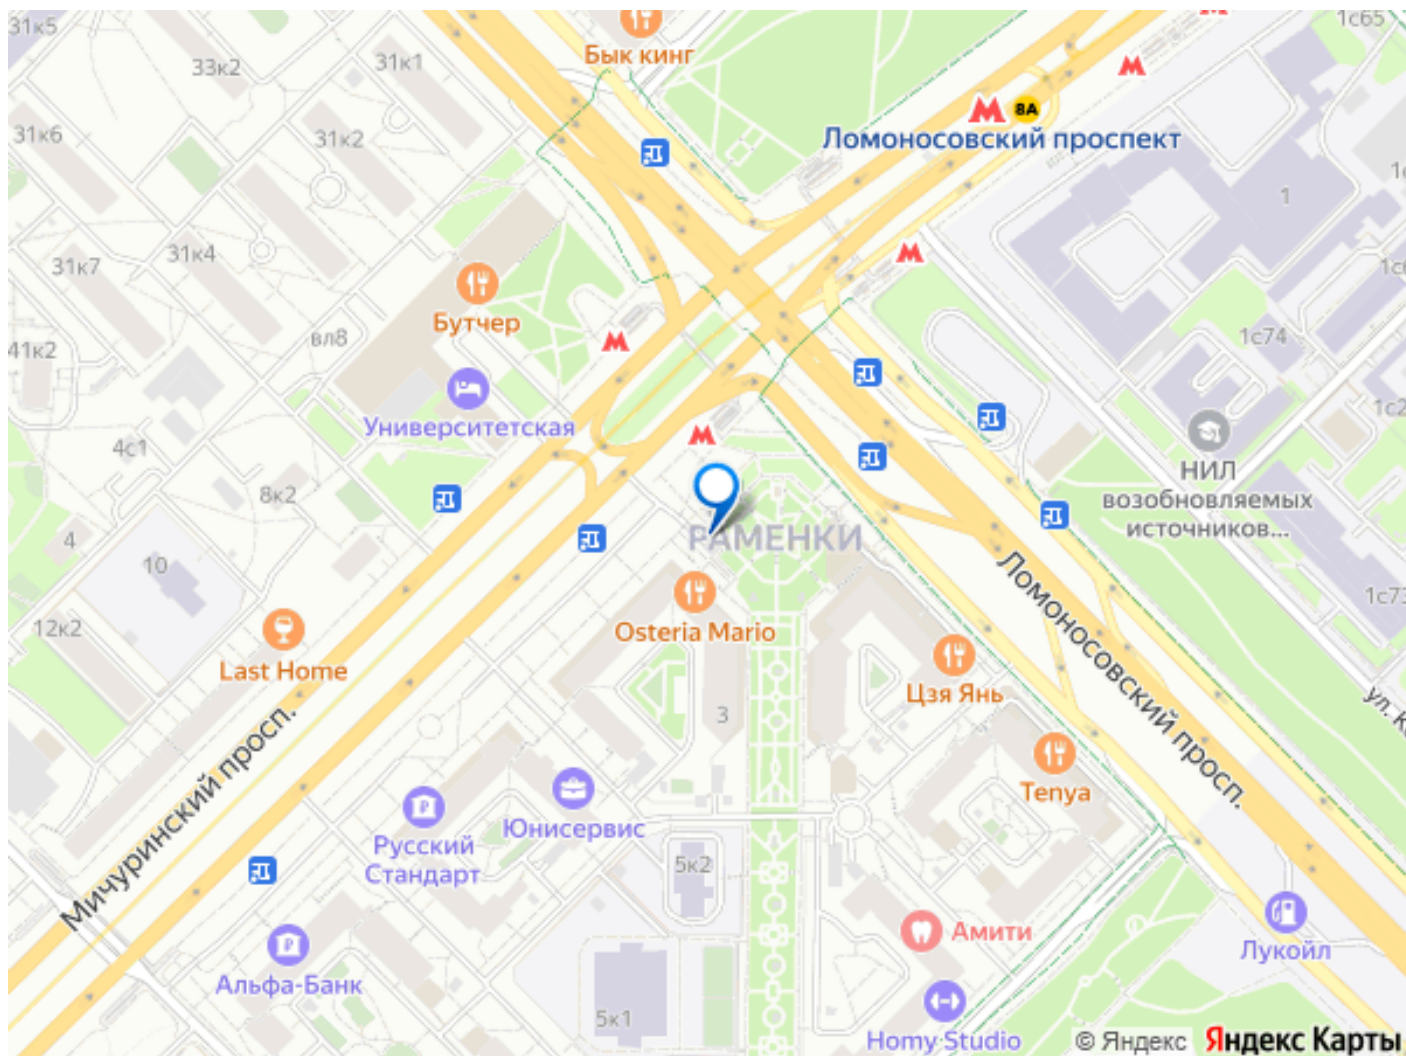 31к5
1с65
Бык кинг
31к1
33к2
8А
Ломоносовский проспект
31к6
31к2
1
31к4
31к7
Бутчер
вл8
1с74
41к2
Университетская
4с1
НИЛ
возобновляемых
источников...
8к2
4
РАМЕНКИ
10
1с73
12к2
Osteria Mario
Last Home
Цзя Янь
Ломоносовский просп.
3
Мичуринский просп.
Tenya
Юнисервис
Русский
Стандарт
5к2
Амити
Лукойл
Альфа-Банк
5к1
Homy Studio
© Яндекс
Яндекс Карты